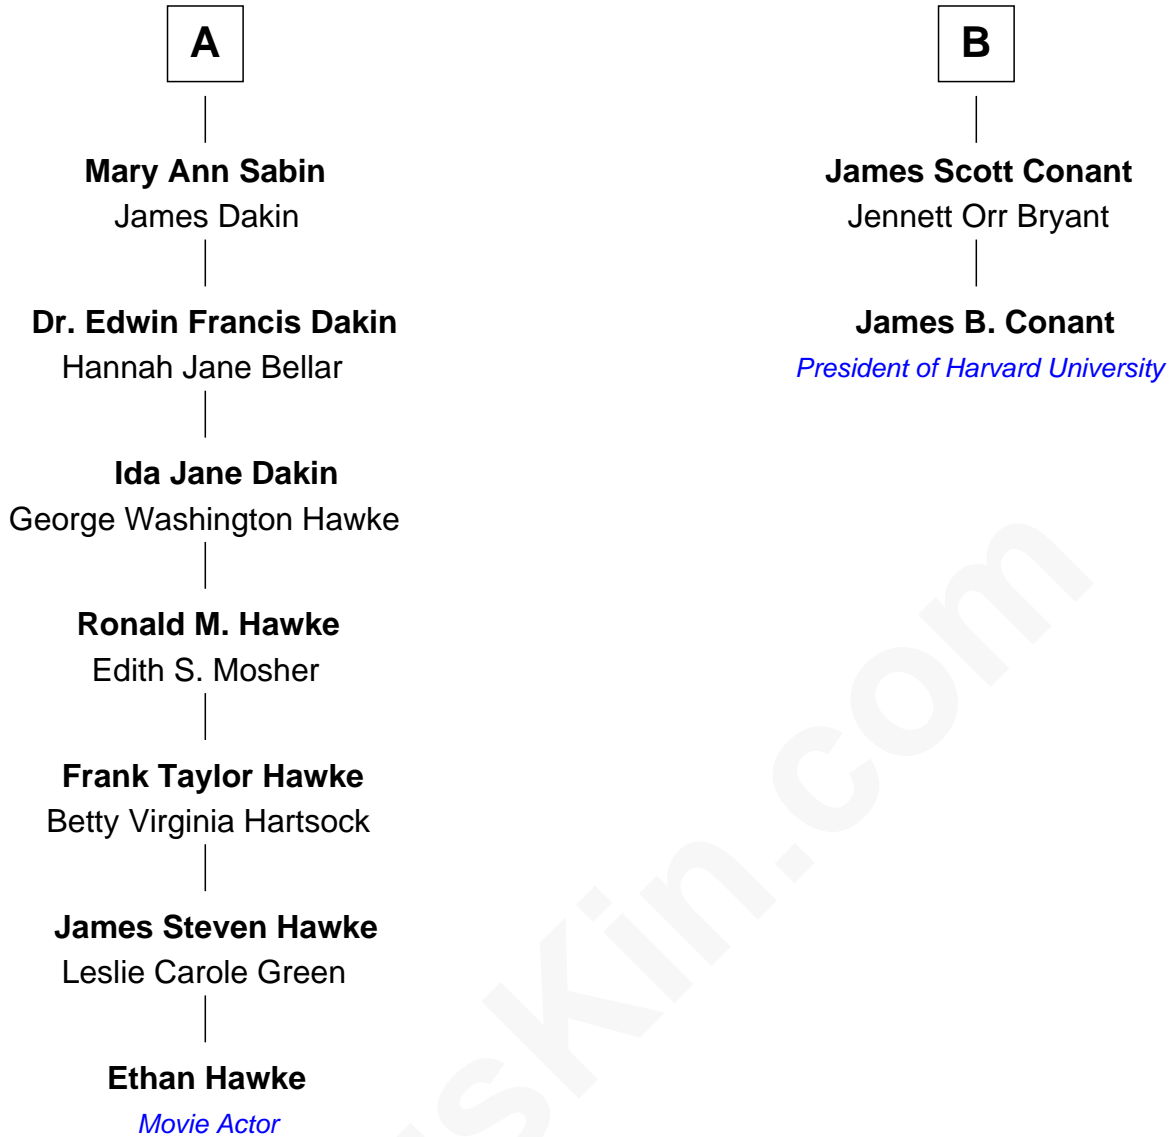 A
Mary Ann Sabin
James Dakin
Dr. Edwin Francis Dakin
Hannah Jane Bellar
Ida Jane Dakin
George Washington Hawke
Ronald M. Hawke
Edith S. Mosher
Frank Taylor Hawke
Betty Virginia Hartsock
James Steven Hawke
Leslie Carole Green
Ethan Hawke
Movie Actor
B
James Scott Conant
Jennett Orr Bryant
James B. Conant
President of Harvard University